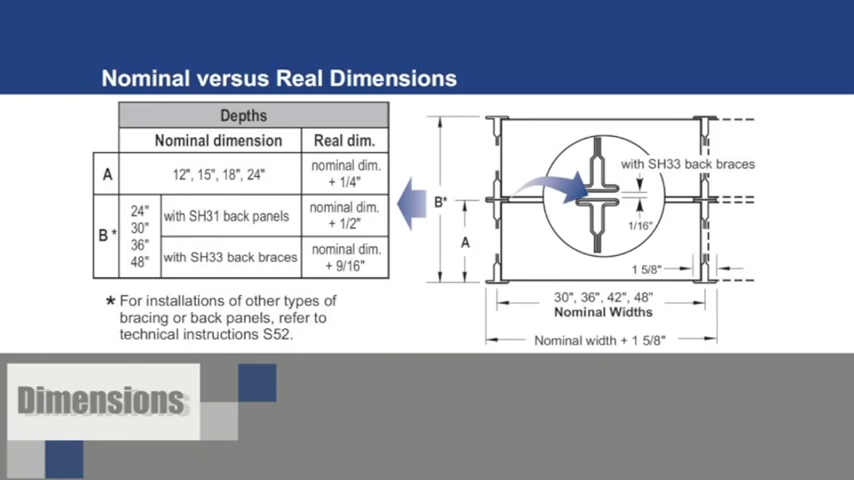 Nominal versus Real Dimensions
Depths
Nominal dimension Real dim.
A 12", 15", 18", 24" nominal dim. + 1/4"
B * 24" 30" 36" 48"
with SH31 back panels nominal dim. + 1/2"
with SH33 back braces nominal dim. + 9/16"
* For installations of other types of
bracing or back panels, refer to
technical instructions S52.
with SH33 back braces
B*
A
1/16"
1 5/8"
30", 36", 42", 48"
Nominal Widths
Nominal width + 1 5/8"
Dimensions